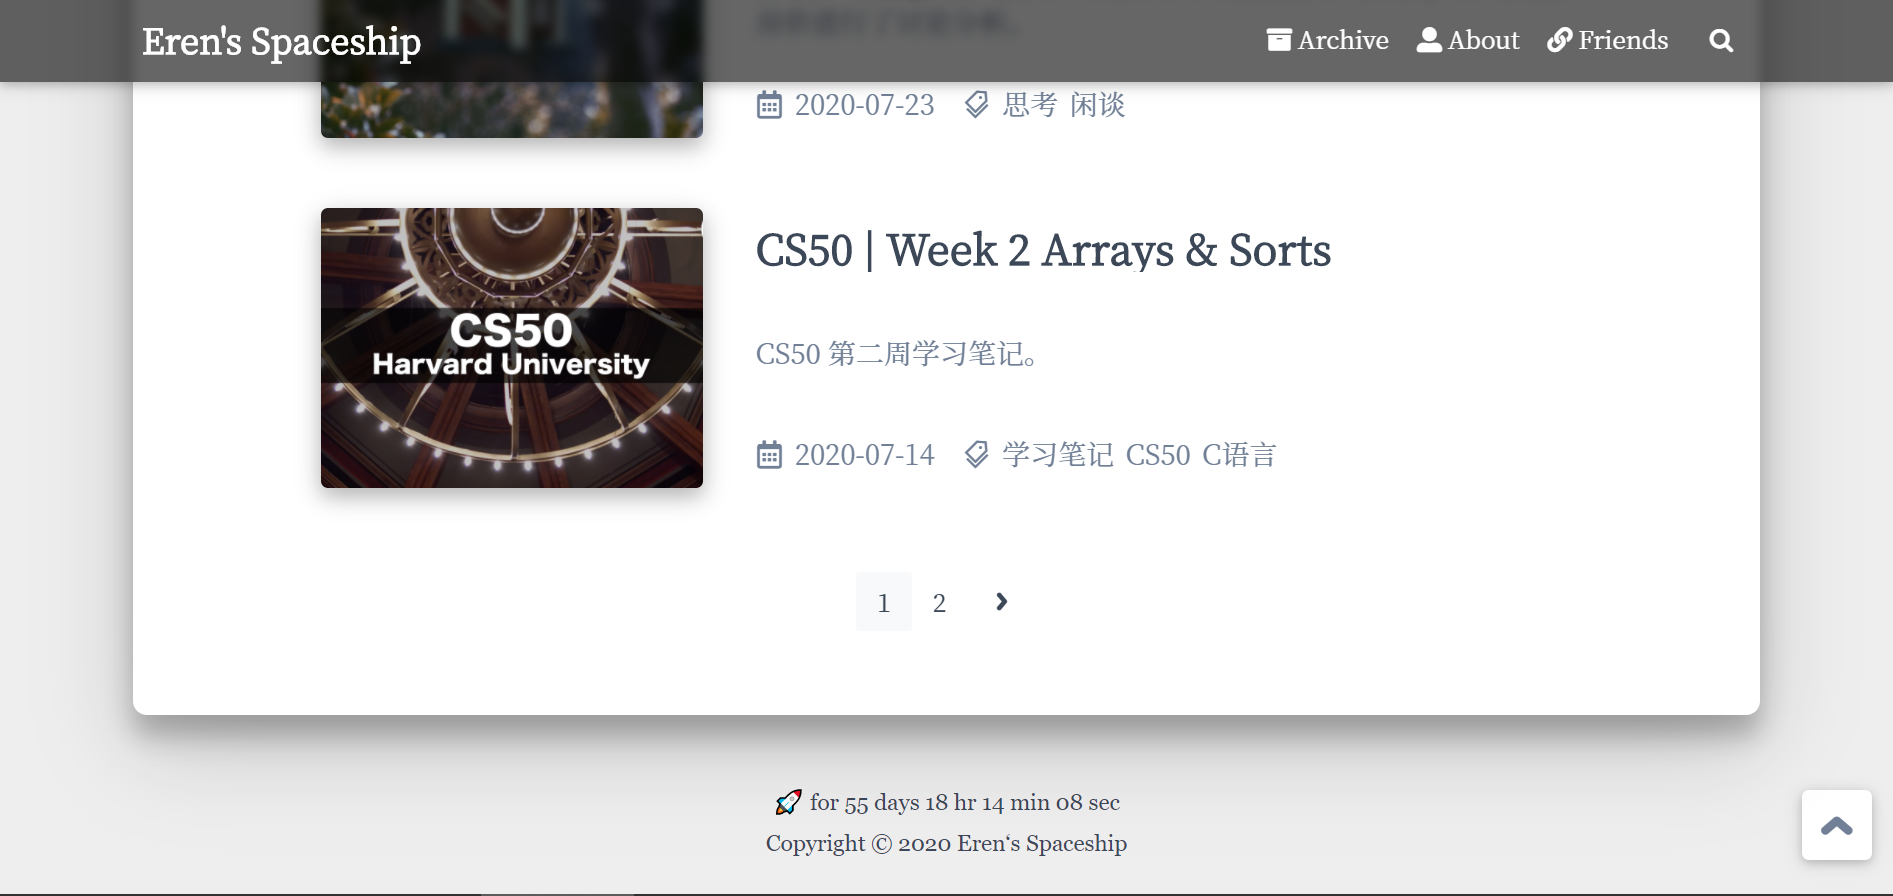 Eren's Spaceship Archive About Friends
2020-07-23 思考 闲谈
CS50 | Week 2 Arrays & Sorts
CS50
Harvard University
CS50 第二周学习笔记。
2020-07-14 学习笔记 CS50 C语言
1 2
for 55 days 18 hr 14 min 08 sec
Copyright © 2020 Eren‘s Spaceship